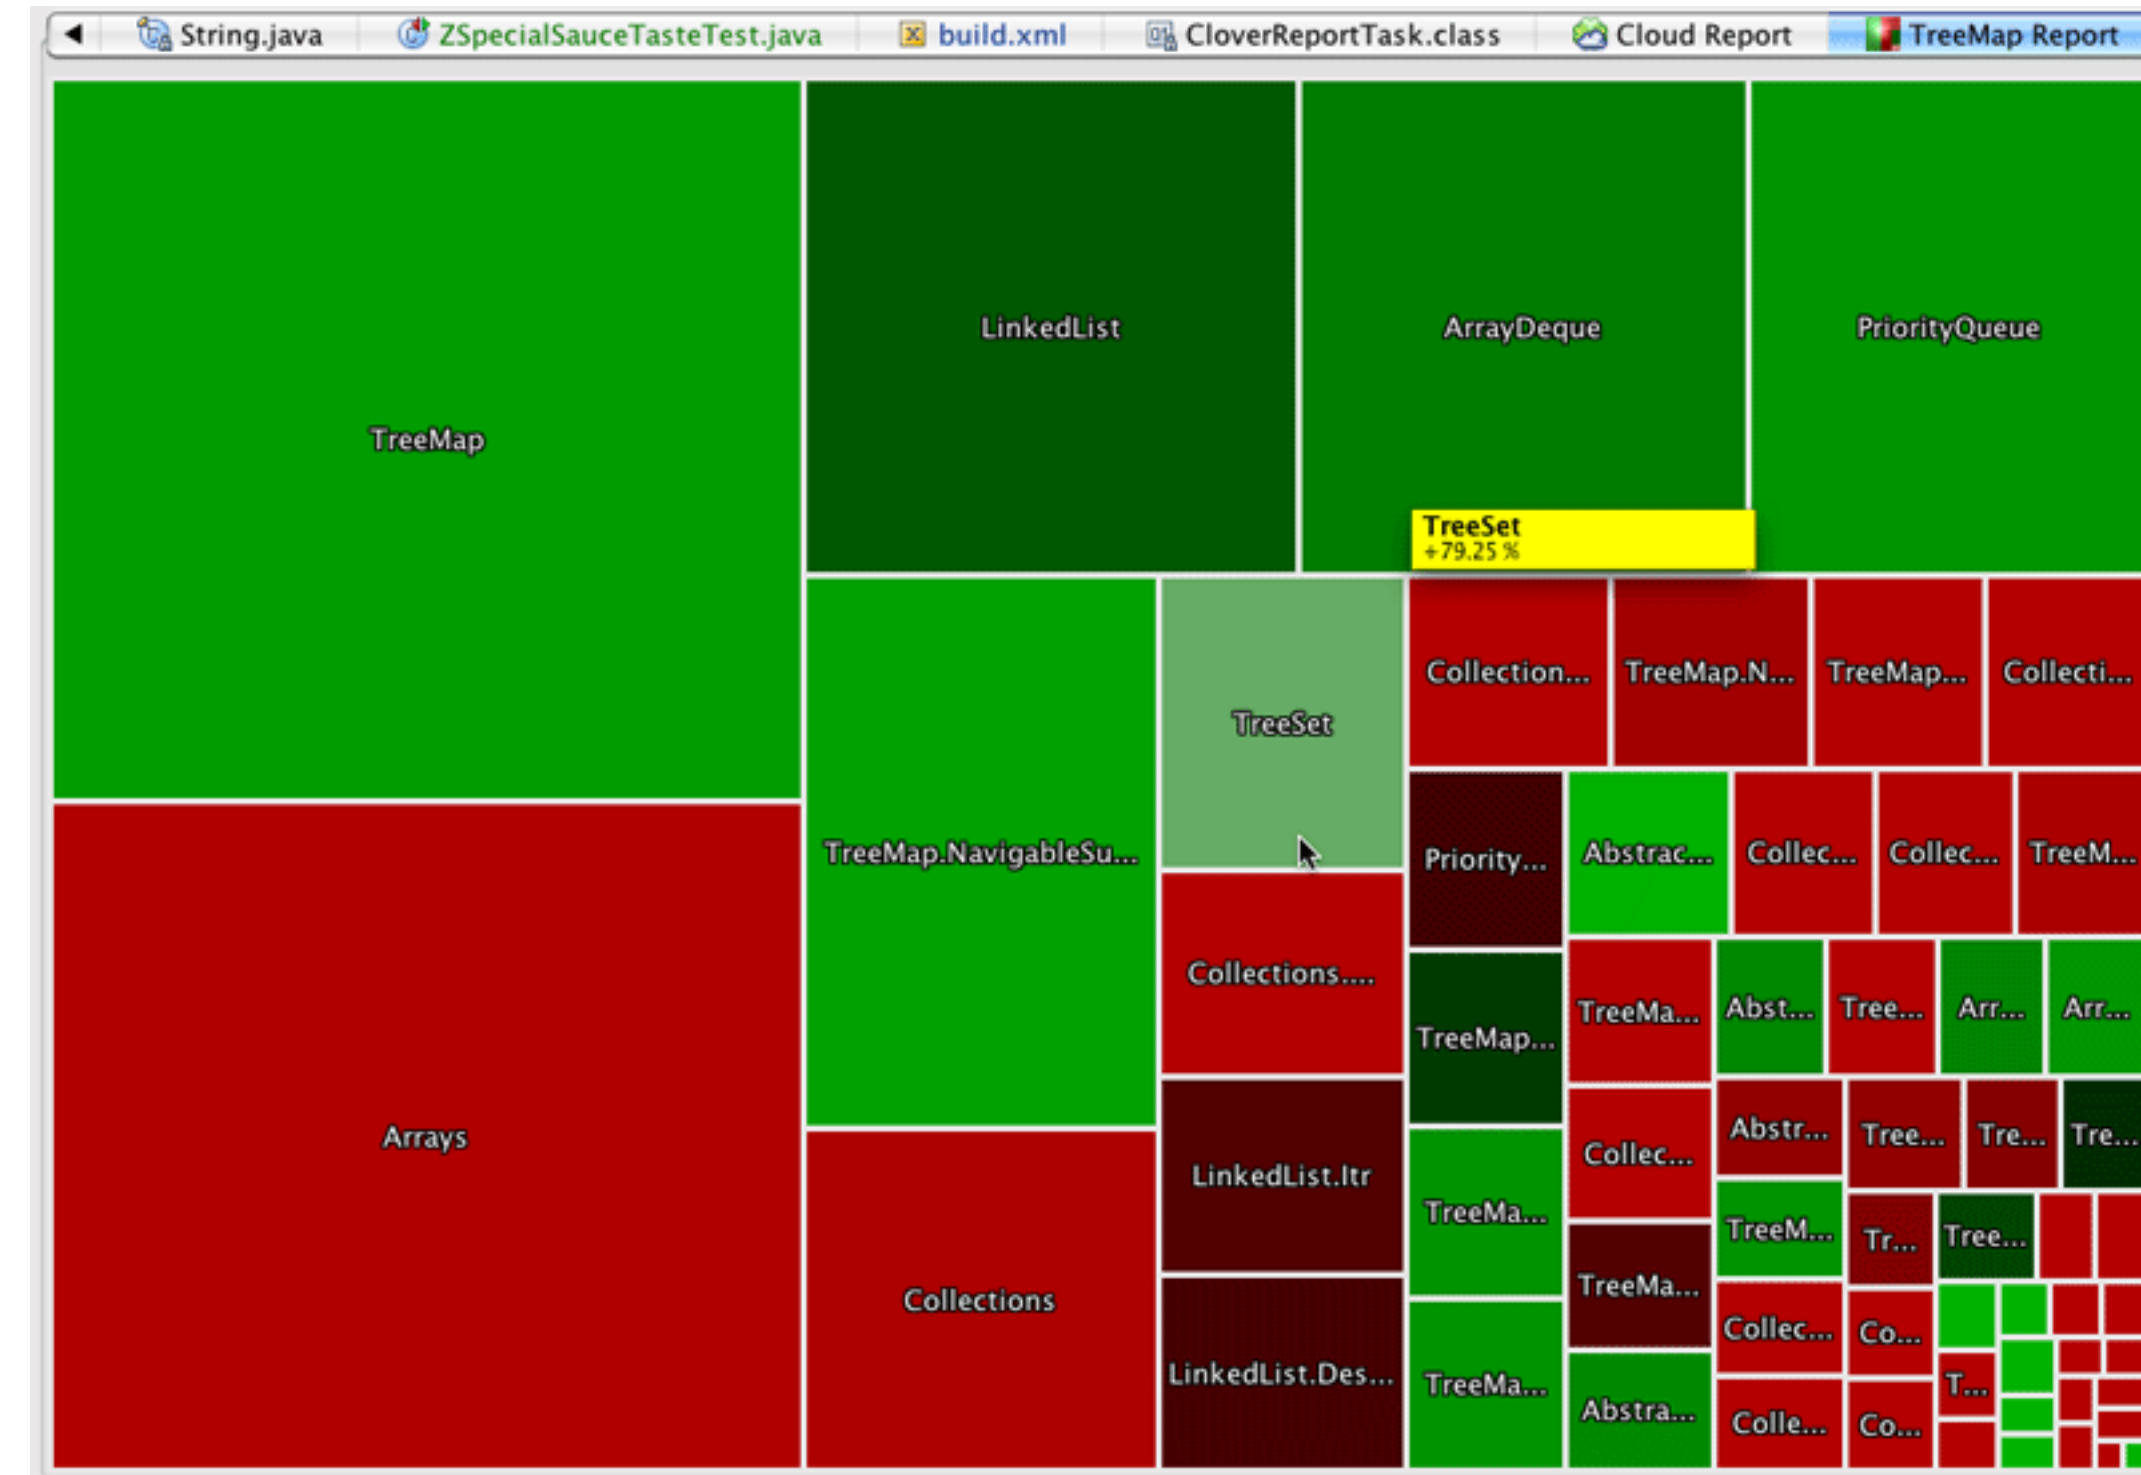 String.java
ZSpecialSauceTasteTest.java
build.xml
CloverReportTask.class
Cloud Report
TreeMap Report
TreeMap
LinkedList
ArrayDeque
PriorityQueue
TreeSet
+79.25 %
Arrays
TreeMap.NavigableSu...
TreeSet
Collection...
TreeMap.N...
TreeMap...
Collecti...
Priority...
Abstrac...
Collec...
Collec...
TreeM...
Collections....
TreeMap...
TreeMa...
Abst...
Tree...
Arr...
Arr...
Collections
LinkedList.Itr
TreeMa...
Collec...
Abstr...
Tree...
Tre...
Tre...
TreeMa...
TreeM...
Tr...
Tree...
LinkedList.Des...
TreeMa...
Abstra...
Collec...
Co...
T...
Colle...
Co...